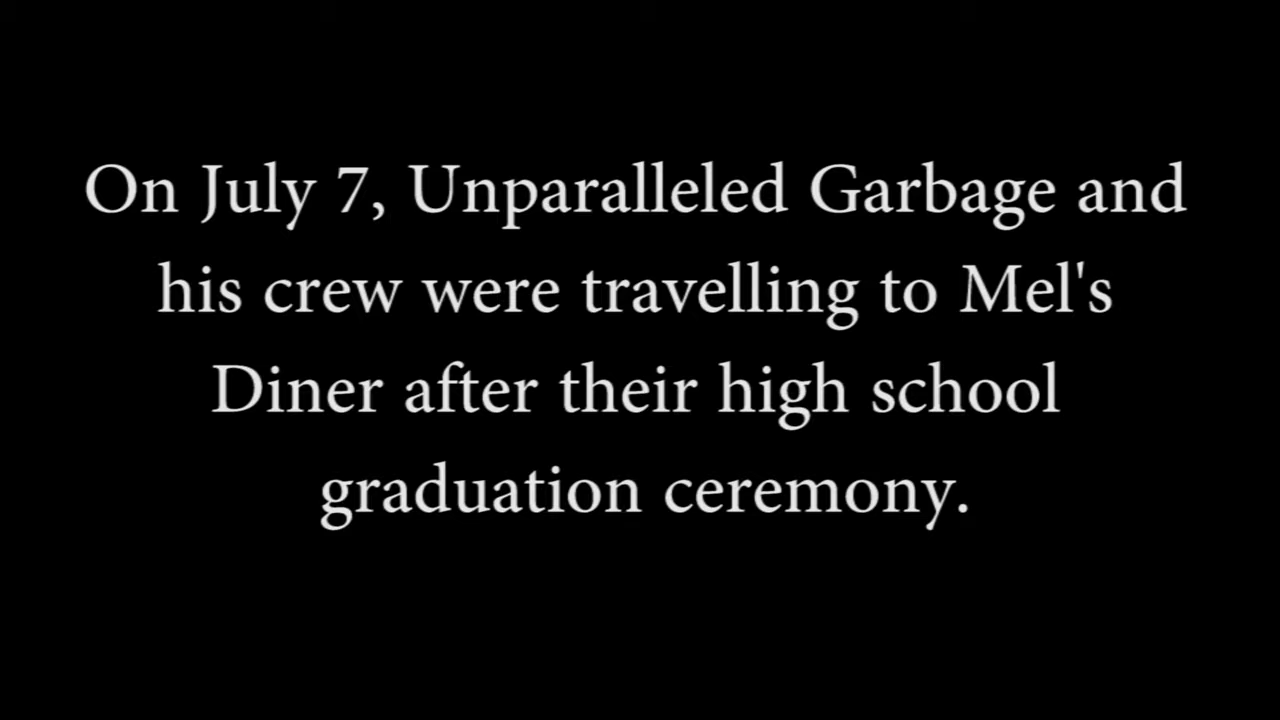 On July 7, Unparalleled Garbage and
his crew were travelling to Mel's
Diner after their high school
graduation ceremony.